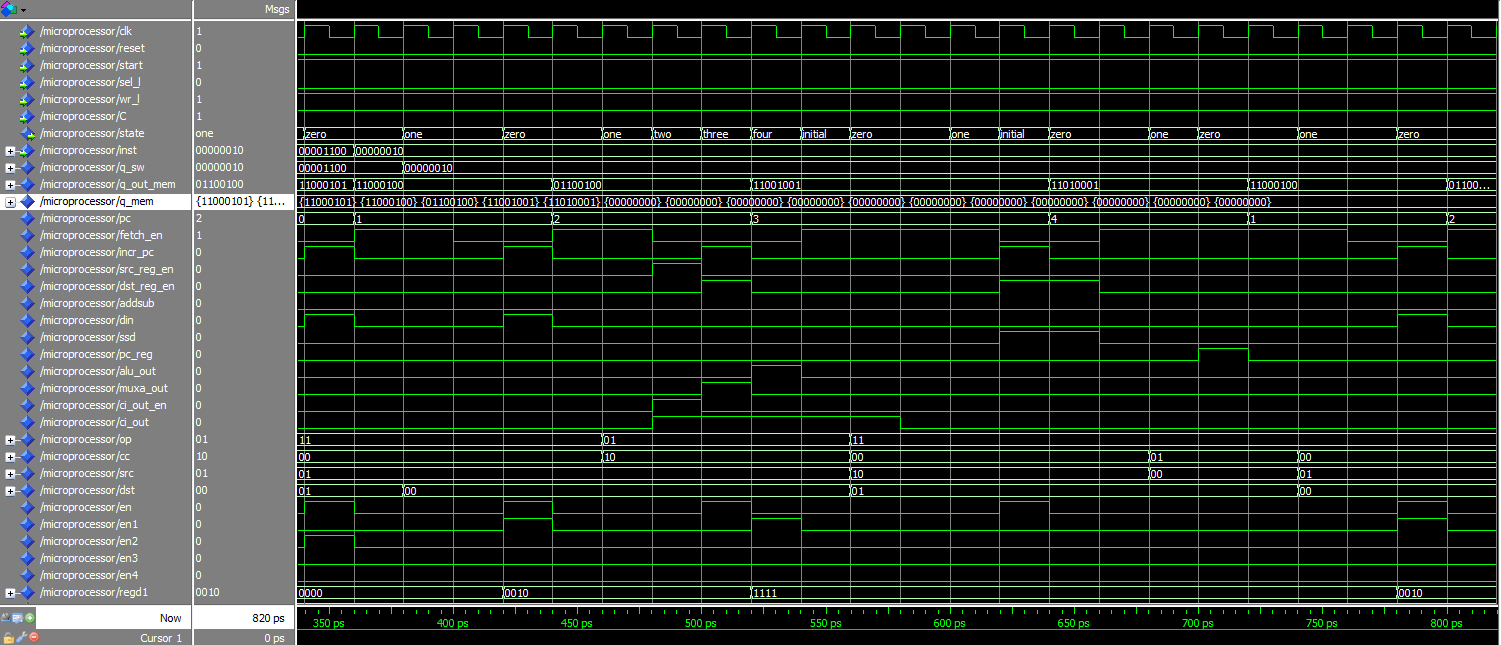 Msgs
/microprocessor/clk 1
/microprocessor/reset 0
/microprocessor/start 1
/microprocessor/sel_l 0
/microprocessor/wr_l 1
/microprocessor/C 1
/microprocessor/state one zero one zero one two three four initial zero one initial zero one zero one zero
/microprocessor/inst 00000010 00001100 00000010
/microprocessor/q_sw 00000010 00001100 00000010
/microprocessor/q_out_mem 01100100 11000101 11000100 01100100 11001001 11010001 11000100 01100...
/microprocessor/q_mem {11000101} {11... {11000101} {11000100} {01100100} {11001001} {11010001} {00000000} {00000000} {00000000} {00000000} {00000000} {00000000} {00000000} {00000000} {00000000} {00000000} {00000000}
/microprocessor/pc 2 0 1 2 3 4 1 2
/microprocessor/fetch_en 1
/microprocessor/incr_pc 0
/microprocessor/src_reg_en 0
/microprocessor/dst_reg_en 0
/microprocessor/addsub 0
/microprocessor/din 0
/microprocessor/ssd 0
/microprocessor/pc_reg 0
/microprocessor/alu_out 0
/microprocessor/muxa_out 0
/microprocessor/ci_out_en 0
/microprocessor/ci_out 0
/microprocessor/op 01 11 01 11
/microprocessor/cc 10 00 10 00 01 00
/microprocessor/src 01 01 10 00 01
/microprocessor/dst 00 01 00 01 00
/microprocessor/en 0
/microprocessor/en1 0
/microprocessor/en2 0
/microprocessor/en3 0
/microprocessor/en4 0
/microprocessor/regd1 0010 0000 0010 1111 0010
Now 820 ps 350 ps 400 ps 450 ps 500 ps 550 ps 600 ps 650 ps 700 ps 750 ps 800 ps
Cursor 1 0 ps